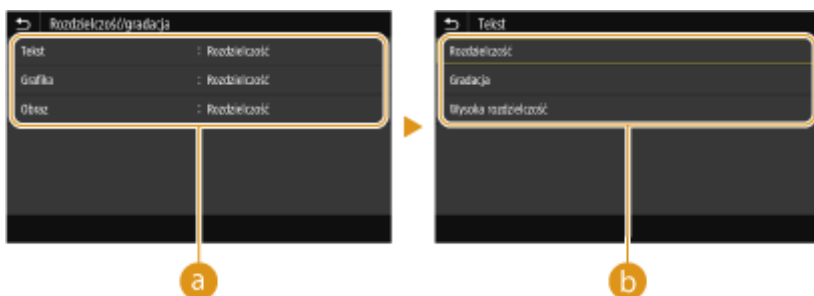 Rozdzielczość/gradacja
Tekst : Rozdzielczość
Grafika : Rozdzielczość
Obraz : Rozdzielczość
a
Tekst
Rozdzielczość
Gradacja
Wysoka rozdzielczość
b